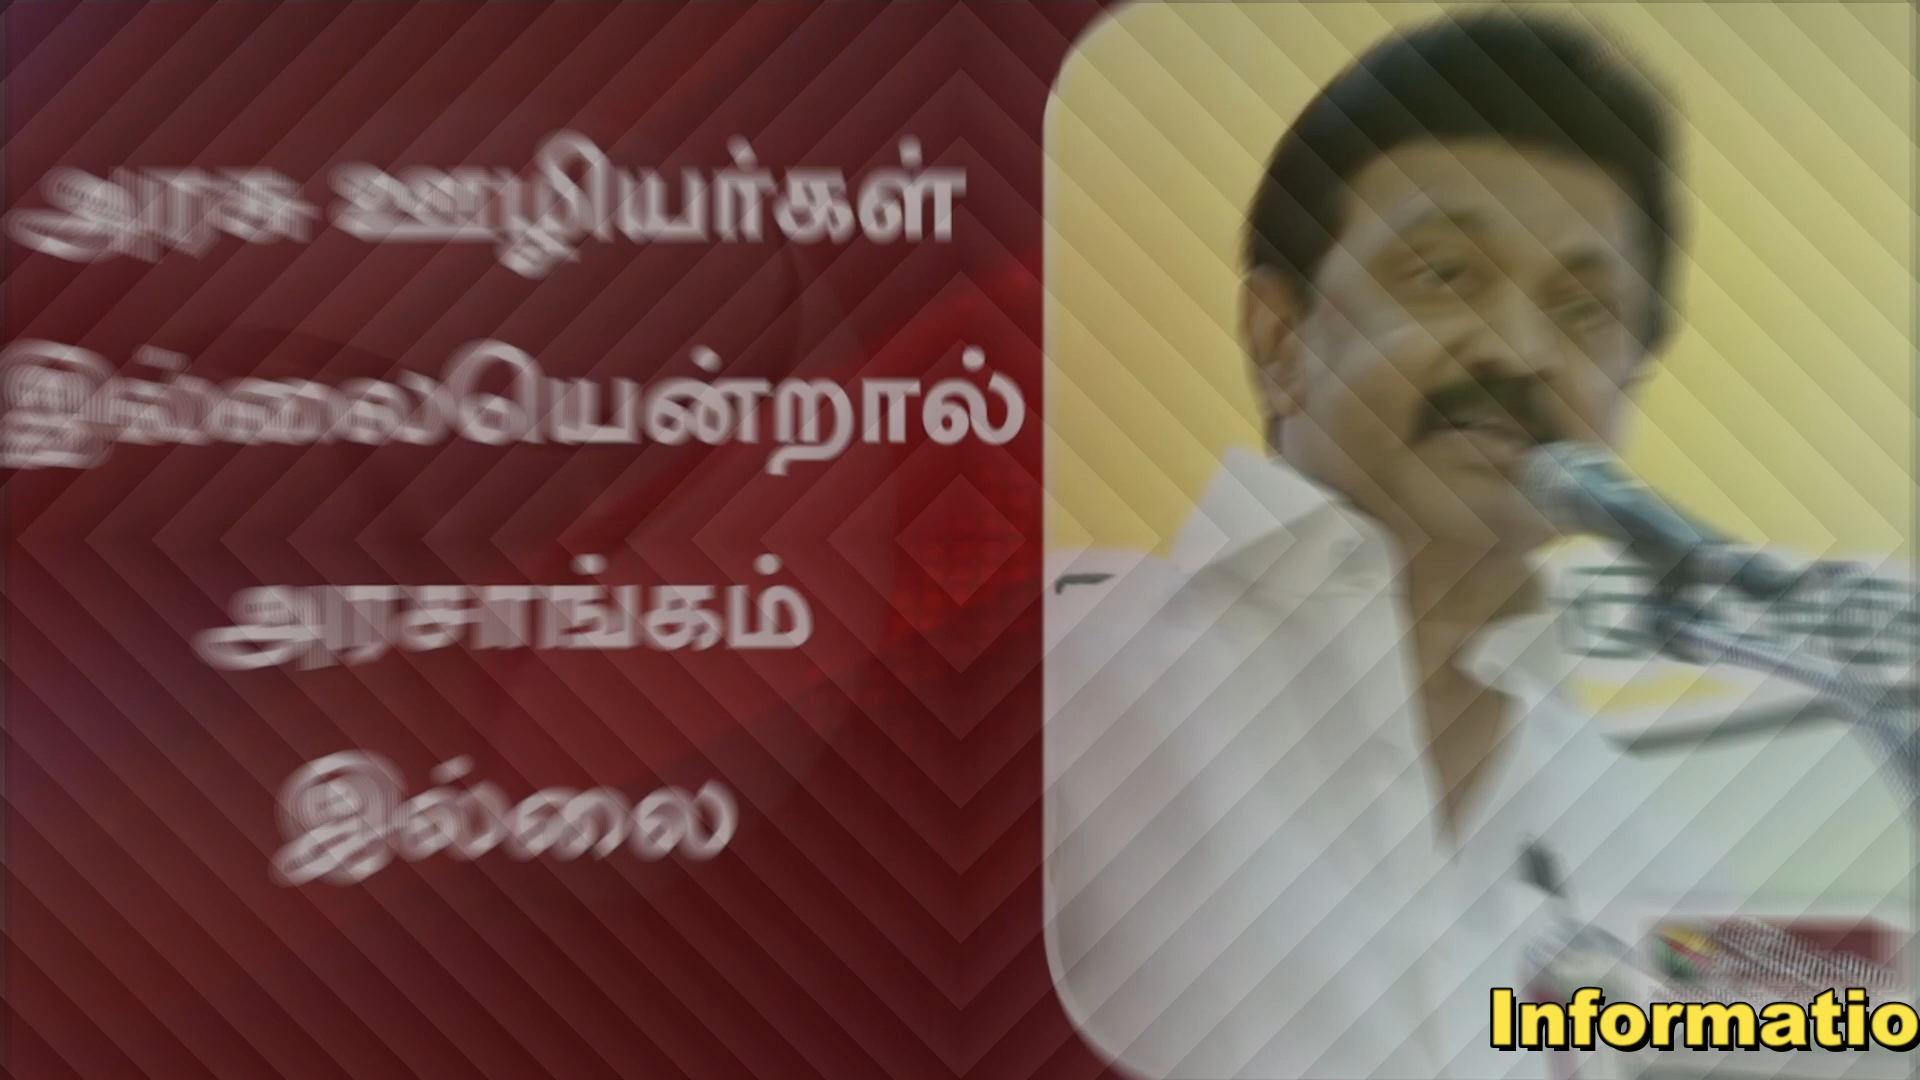 அரசு ஊழியர்கள்
இல்லையென்றால்
அரசாங்கம்
இல்லை
Informatio